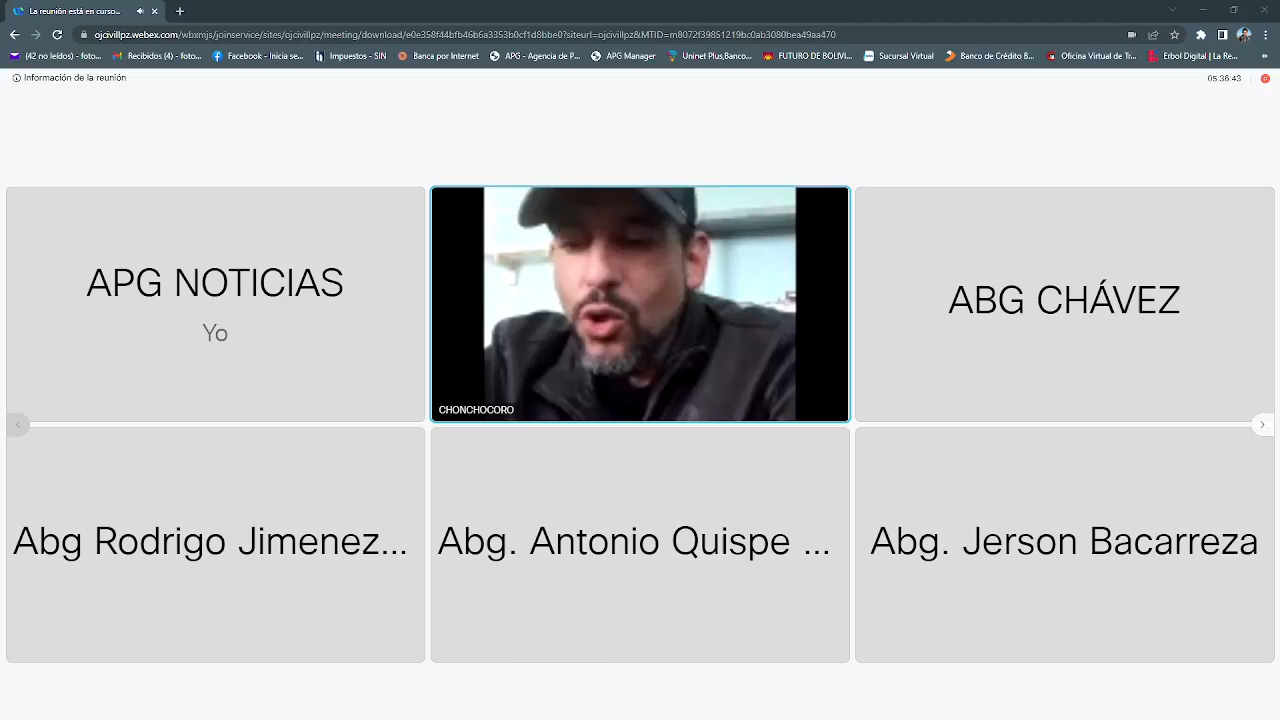 La reunión está en curso...
ojcivillpz.webex.com/wbxmjs/joinservice/sites/ojcivillpz/meeting/download/e0e358f44bfb46b6a3353b0cf1d9bbe0?siteurl=ojcivillpz&MTID=m8072f39851219bc0ab3080bea49aa470
(42 no leído) - foto...
Recibidos (4) - foto...
Facebook - Inicia se...
Impuestos - SIN
Banca por Internet
APG - Agencia de P...
APG Manager
Uninet Plus,Banco...
FUTURO DE BOLIVI...
Sucursal Virtual
Banco de Crédito B...
Oficina Virtual de Tr...
Erbol Digital | La Re...
Información de la reunión
05:36:43
APG NOTICIAS
Yo
CHONCHOCORO
ABG CHÁVEZ
Abg Rodrigo Jimenez...
Abg. Antonio Quispe ...
Abg. Jerson Bacarreza